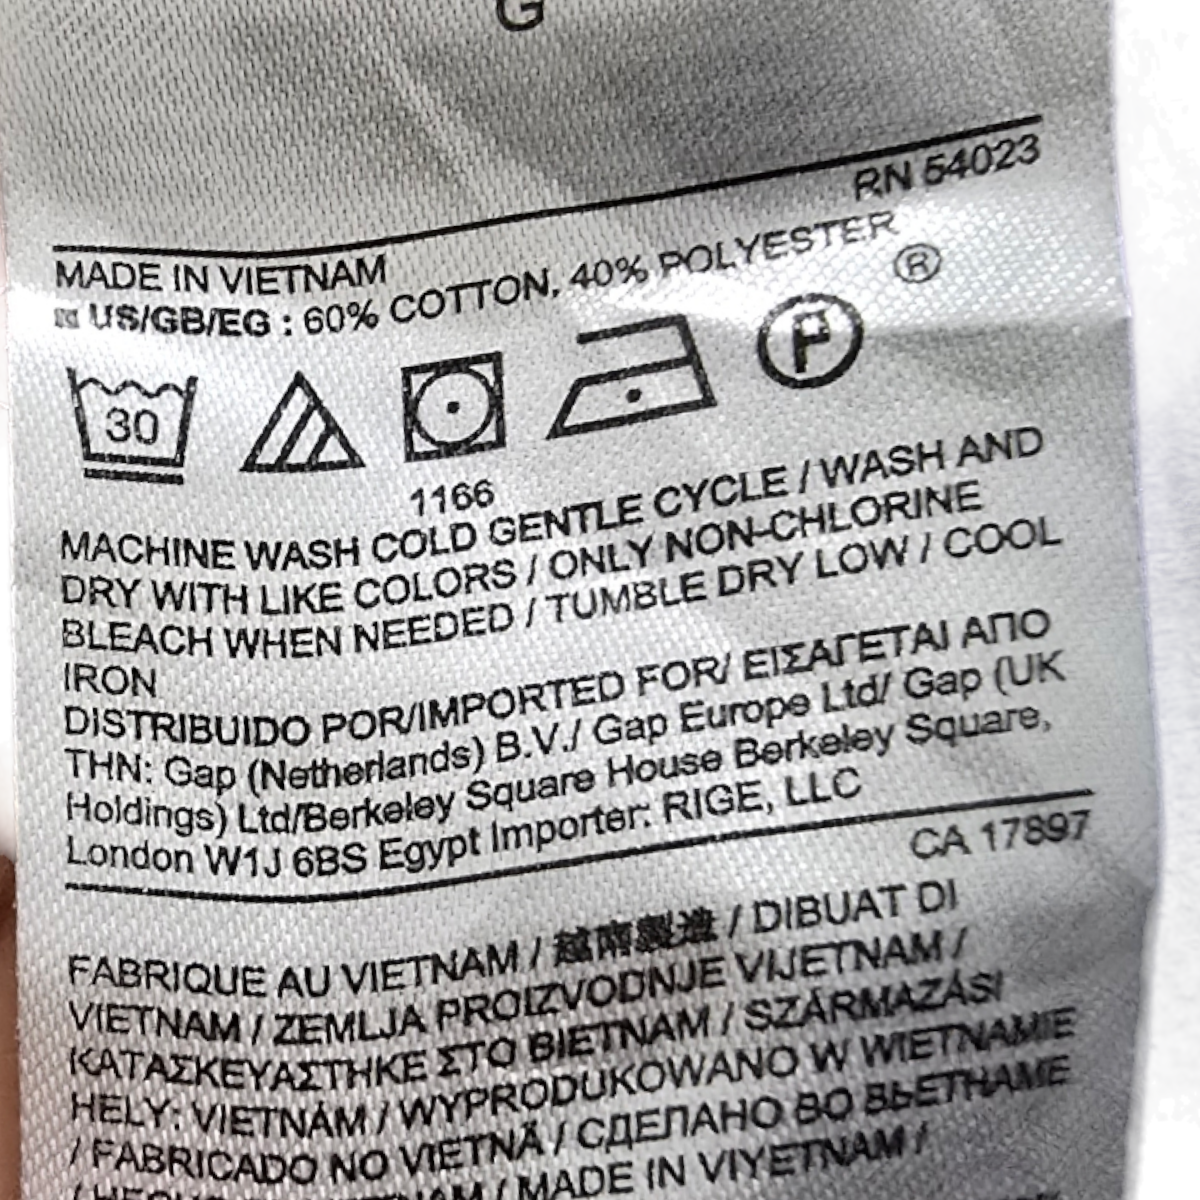 G
RN 54023
MADE IN VIETNAM
US/GB/EG : 60% COTTON, 40% POLYESTER
®
30
P
1166
MACHINE WASH COLD GENTLE CYCLE / WASH AND
DRY WITH LIKE COLORS / ONLY NON-CHLORINE
BLEACH WHEN NEEDED / TUMBLE DRY LOW / COOL
IRON
DISTRIBUIDO POR/IMPORTED FOR/ ΕΙΣΑΓΕΤΑΙ ΑΠΟ
THN: Gap (Netherlands) B.V./ Gap Europe Ltd/ Gap (UK
Holdings) Ltd/Berkeley Square House Berkeley Square,
London W1J 6BS Egypt Importer: RIGE, LLC
CA 17897
FABRIQUE AU VIETNAM / 越南製造 / DIBUAT DI
VIETNAM / ZEMLJA PROIZVODNJE VIJETNAM /
ΚΑΤΑΣΚΕΥΑΣΤΗΚΕ ΣΤΟ ΒΙΕΤΝΑΜ / SZÁRMAZÁSI
HELY: VIETNÁM / WYPRODUKOWANO W WIETNAMIE
/ FABRICADO NO VIETNÃ / СДЕЛАНО ВО ВЬЕТНАМЕ
MADE IN VIYETNAM /